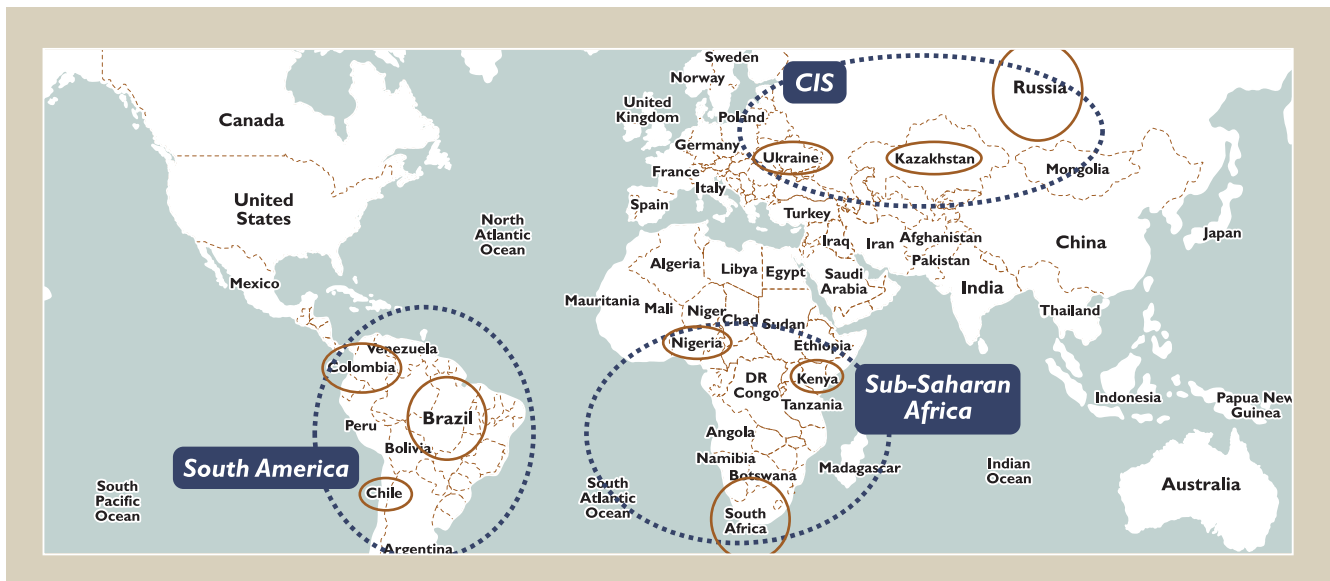 Sweden
Norway
CIS
Russia
United
Kingdom
Canada
Poland
Germany
Ukraine
Kazakhstan
France
Mongolia
Italy
United
States
Spain
Turkey
North
Atlantic
Ocean
Japan
Iraq
Iran
Afghanistan
China
Pakistan
Algeria
Libya
Egypt
Saudi
Arabia
Mexico
India
Mauritania
Mali
Niger
Chad
Sudan
Thailand
Nigeria
Ethiopia
Venezuela
Colombia
DR
Congo
Kenya
Sub-Saharan
Africa
Tanzania
Indonesia
Papua New
Guinea
Brazil
Peru
Angola
Bolivia
Namibia
Botswana
Madagascar
South America
Indian
Ocean
Australia
South
Pacific
Ocean
Chile
South
Atlantic
Ocean
South
Africa
Argentina